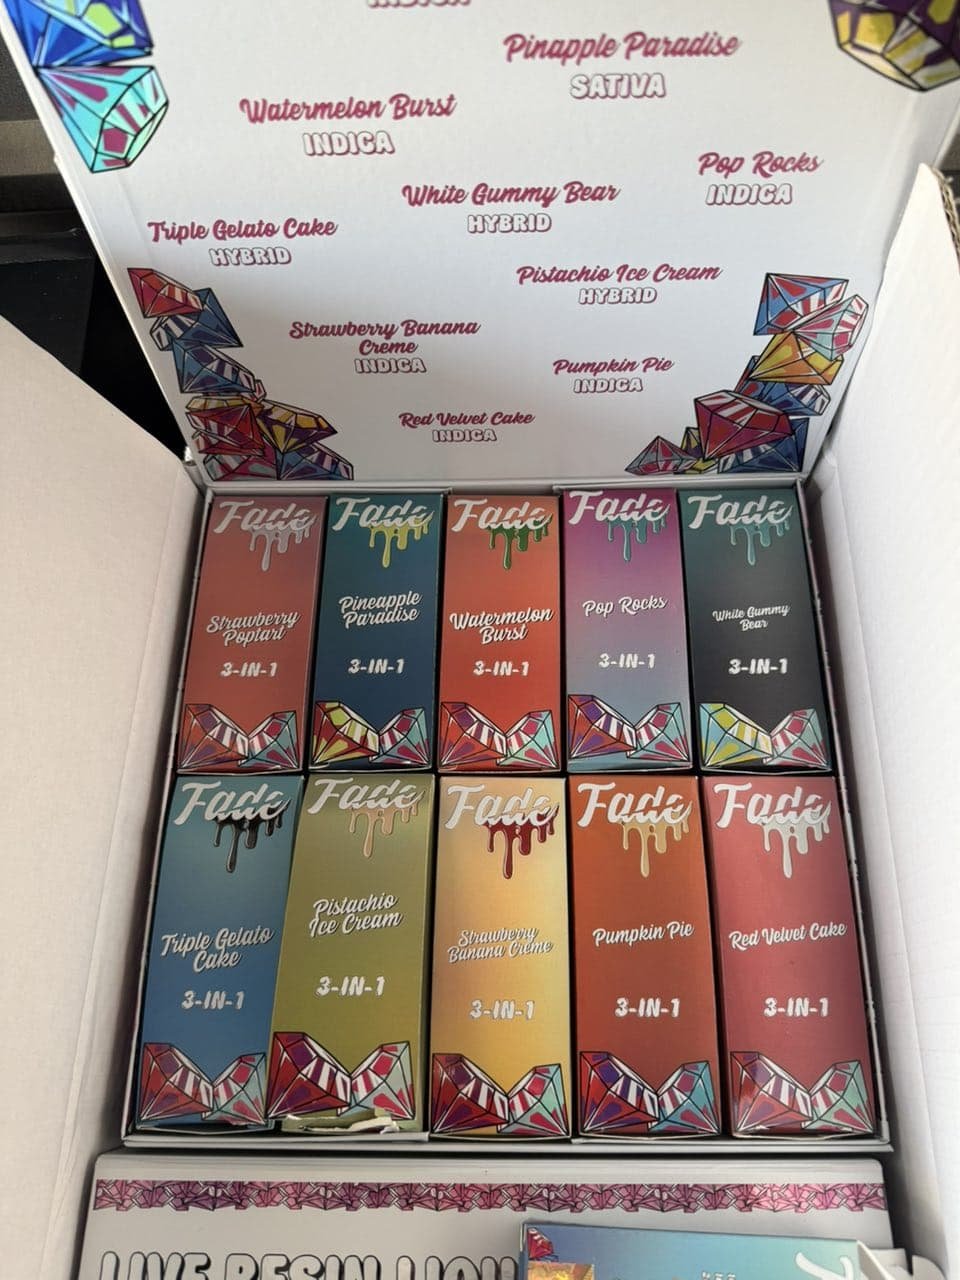 INDICA
Pinapple Paradise
SATIVA
Watermelon Burst
INDICA
Pop Rocks
INDICA
White Gummy Bear
HYBRID
Triple Gelato Cake
HYBRID
Pistachio Ice Cream
HYBRID
Strawberry Banana
Creme
INDICA
Pumpkin Pie
INDICA
Red Velvet Cake
INDICA
Fade
Strawberry
Poptart
3-IN-1
Fade
Pineapple
Paradise
3-IN-1
Fade
Watermelon
Burst
3-IN-1
Fade
Pop Rocks
3-IN-1
Fade
White Gummy
Bear
3-IN-1
Fade
Triple Gelato
Cake
3-IN-1
Fade
Pistachio
Ice Cream
3-IN-1
Fade
Strawberry
Banana Creme
3-IN-1
Fade
Pumpkin Pie
3-IN-1
Fade
Red Velvet Cake
3-IN-1
LIVE RESIN